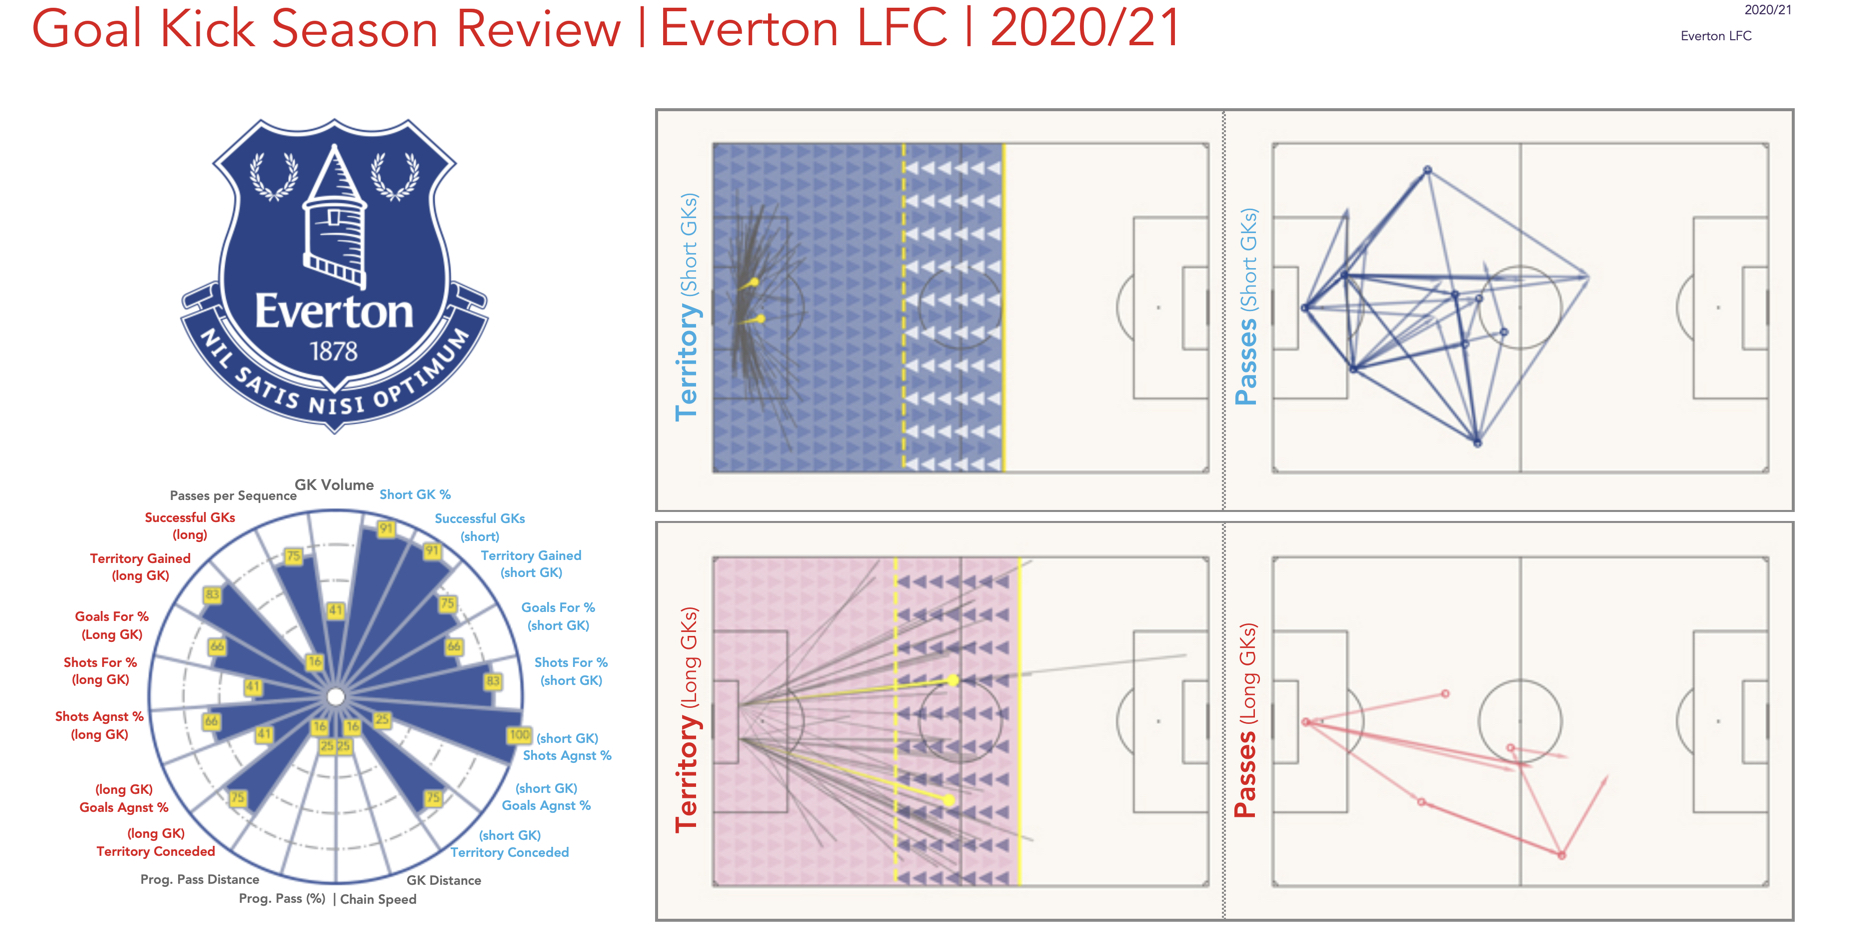 Goal Kick Season Review | Everton LFC | 2020/21
2020/21
Everton LFC
Everton
1878
NIL SATIS NISI OPTIMUM
GK Volume
Passes per Sequence
Short GK %
Successful GKs
(long)
Successful GKs
(short)
Territory Gained
(long GK)
Territory Gained
(short GK)
Goals For %
(Long GK)
Goals For %
(short GK)
Shots For %
(long GK)
Shots For %
(short GK)
Shots Agnst %
(long GK)
(short GK)
Shots Agnst %
(long GK)
Goals Agnst %
(short GK)
Goals Agnst %
(long GK)
Territory Conceded
(short GK)
Territory Conceded
Prog. Pass Distance
GK Distance
Prog. Pass (%) | Chain Speed
41
91
91
75
66
83
100
25
75
16
25
25
16
75
41
66
41
66
83
16
75
Territory (Short GKs)
Passes (Short GKs)
Territory (Long GKs)
Passes (Long GKs)